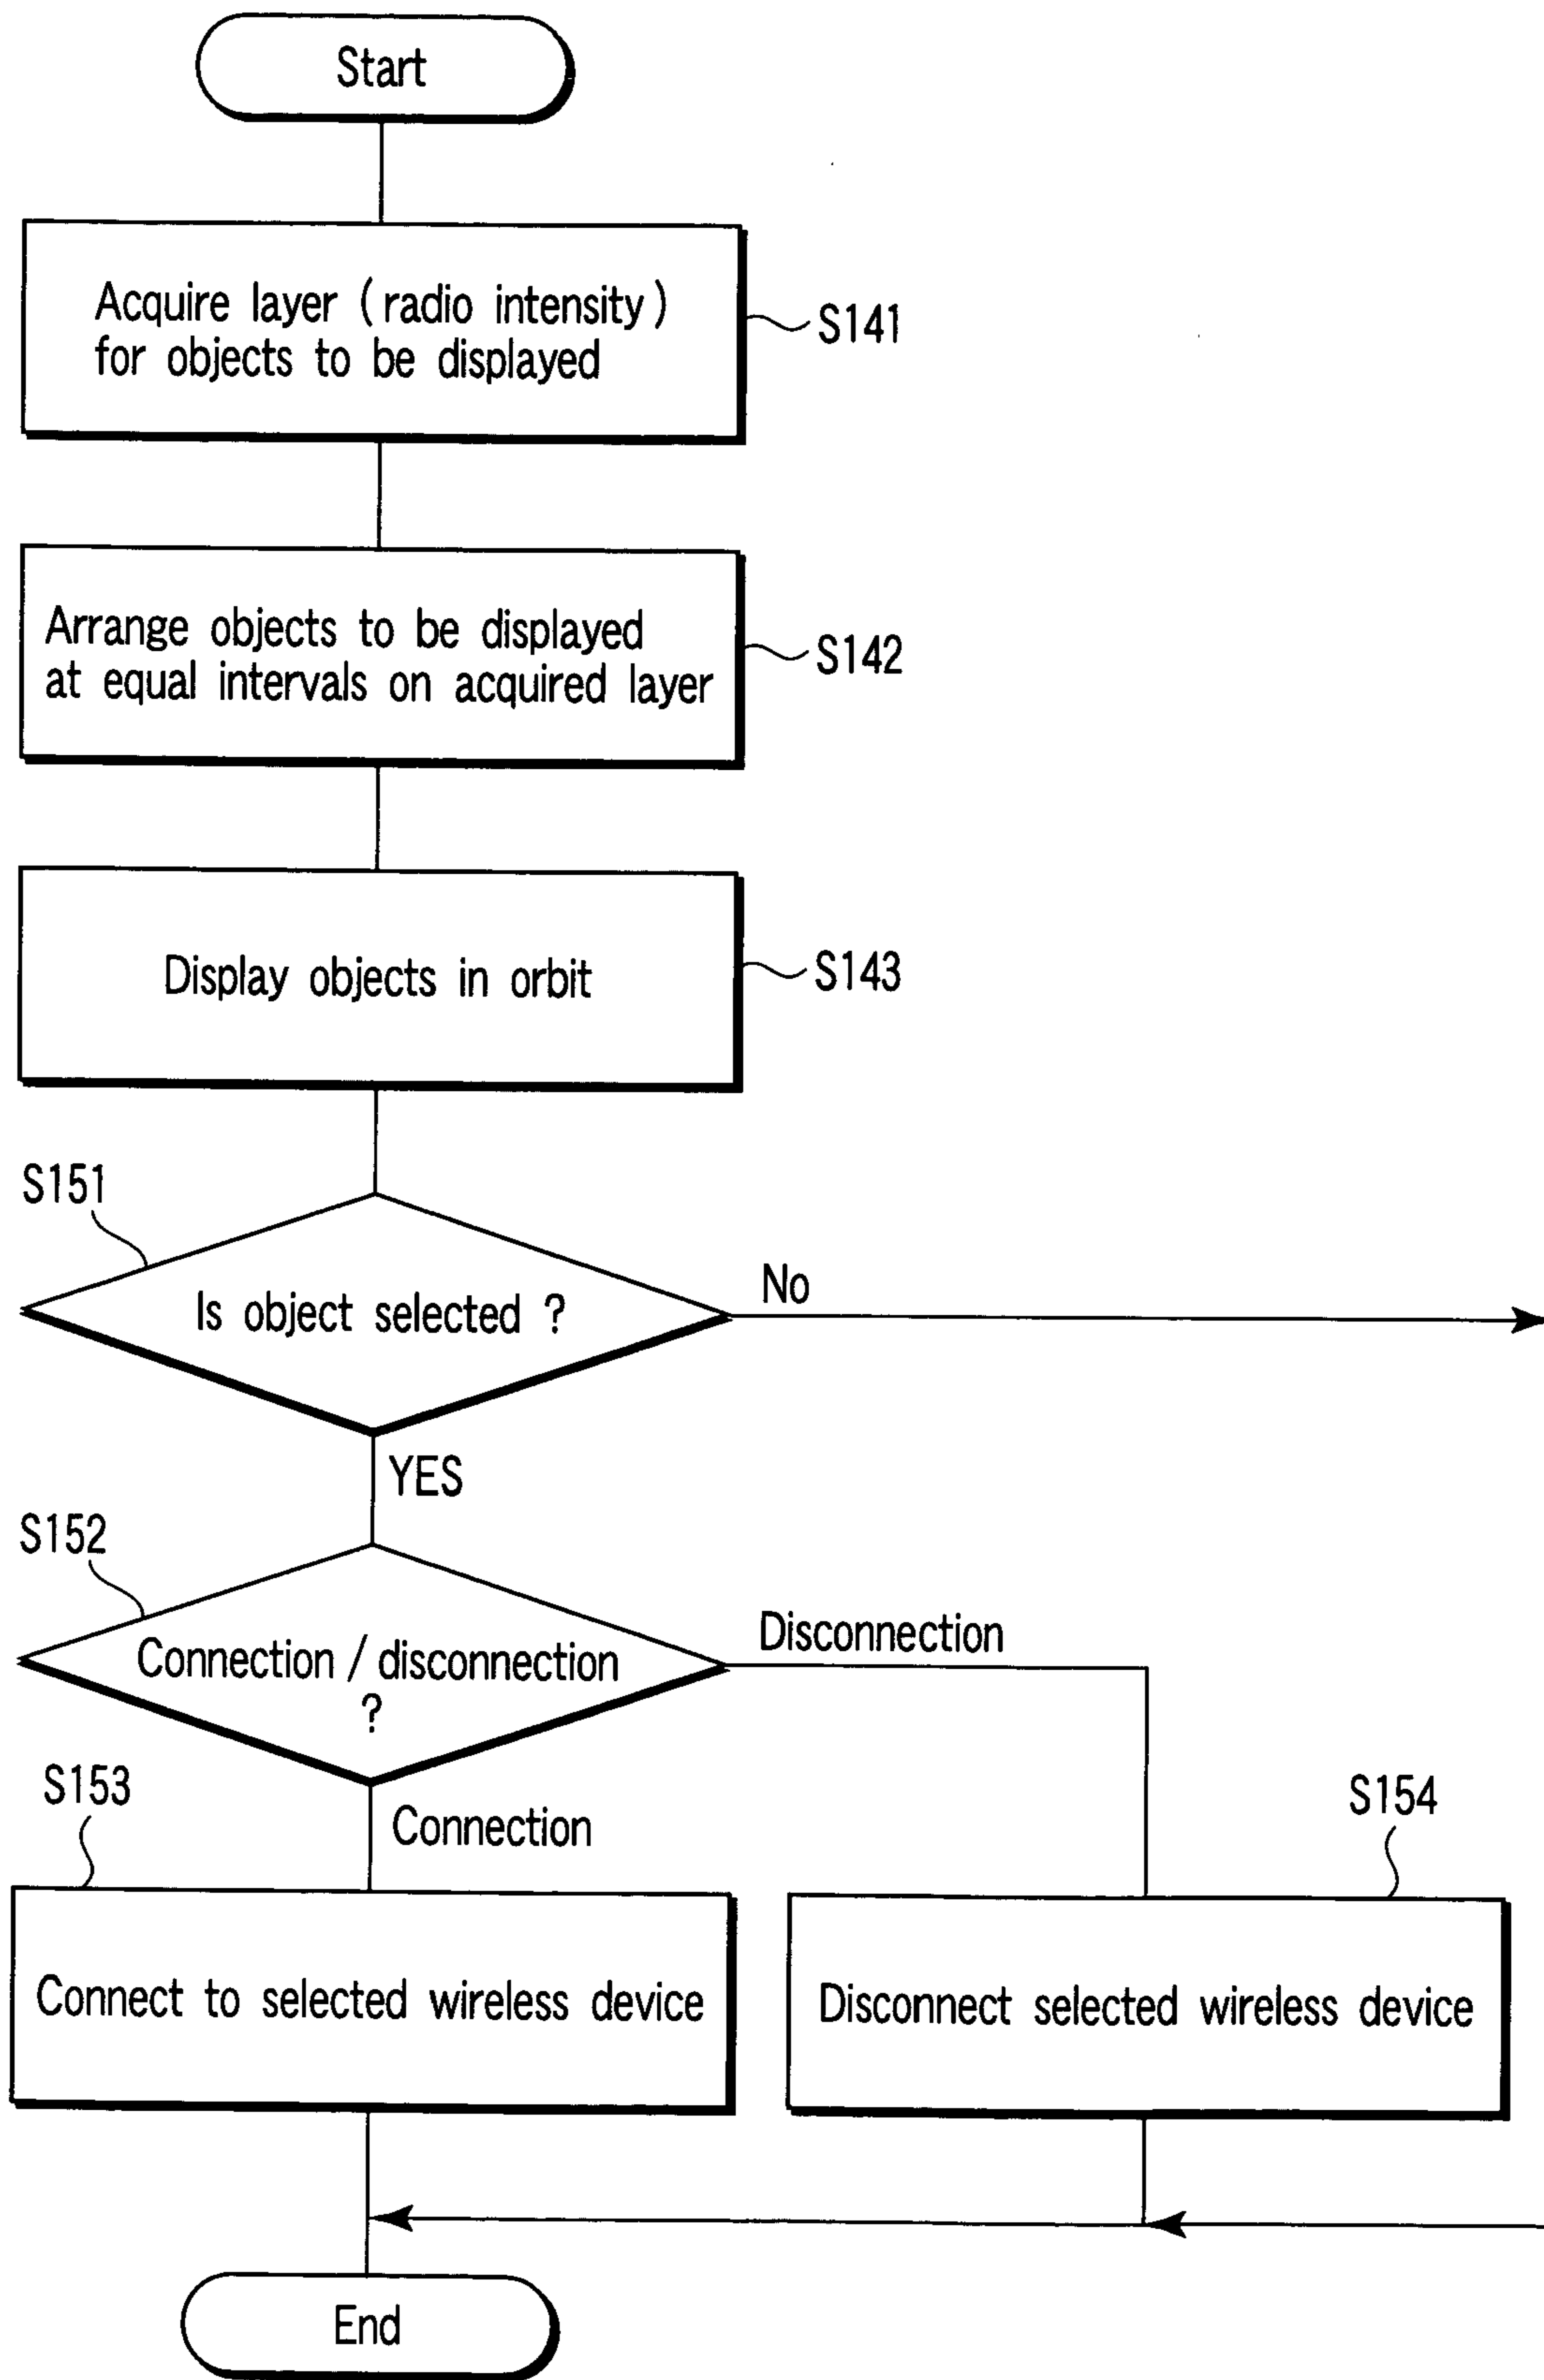 Start
Acquire layer (radio intensity)
for objects to be displayed
S141
Arrange objects to be displayed
at equal intervals on acquired layer
S142
Display objects in orbit
S143
S151
Is object selected ?
No
YES
S152
Connection / disconnection
?
Disconnection
S153
Connection
S154
Connect to selected wireless device
Disconnect selected wireless device
End